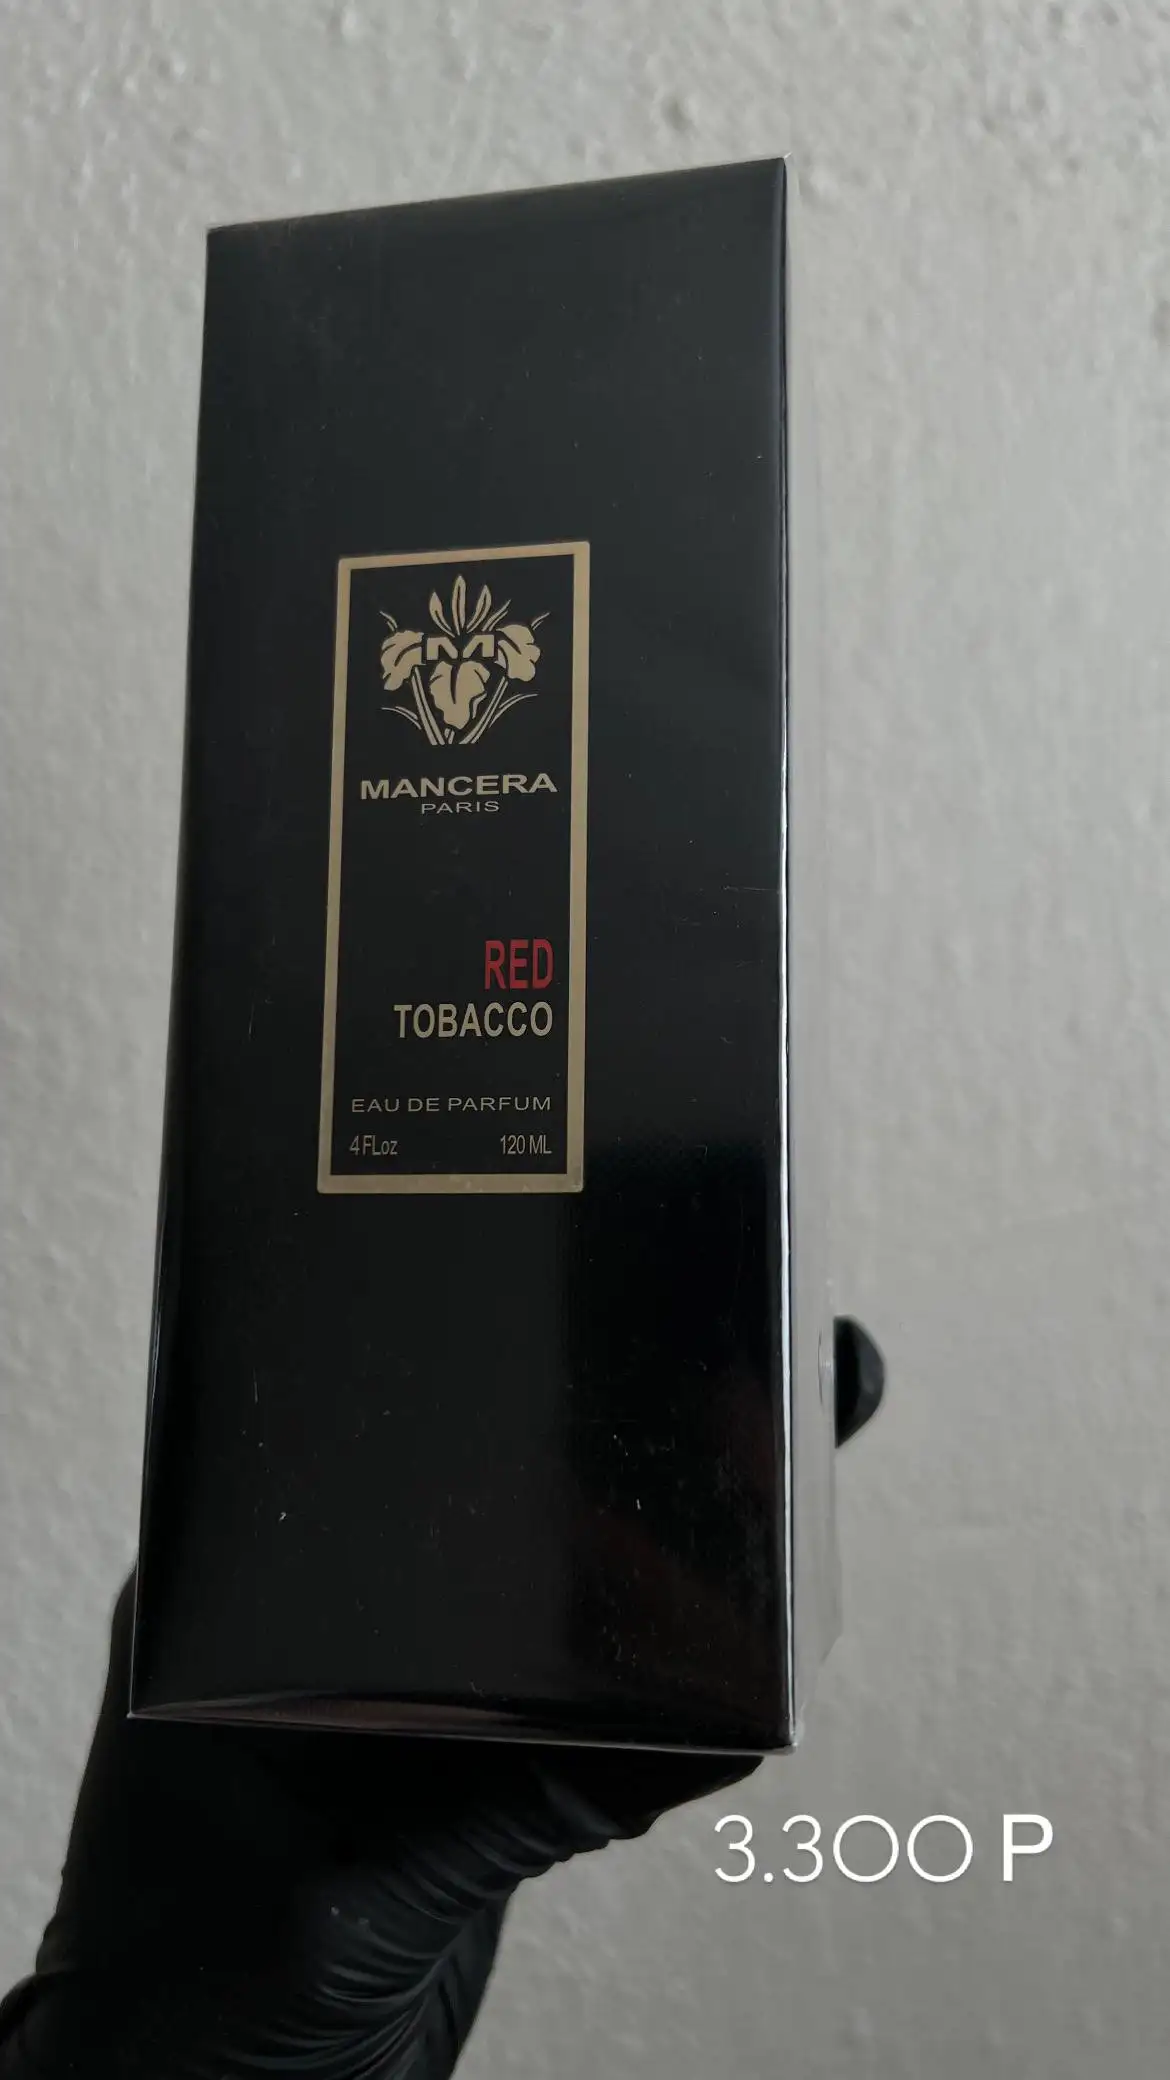 MANCERA
PARIS
RED
TOBACCO
EAU DE PARFUM
4 FLoz 120 ML
3.300 Р